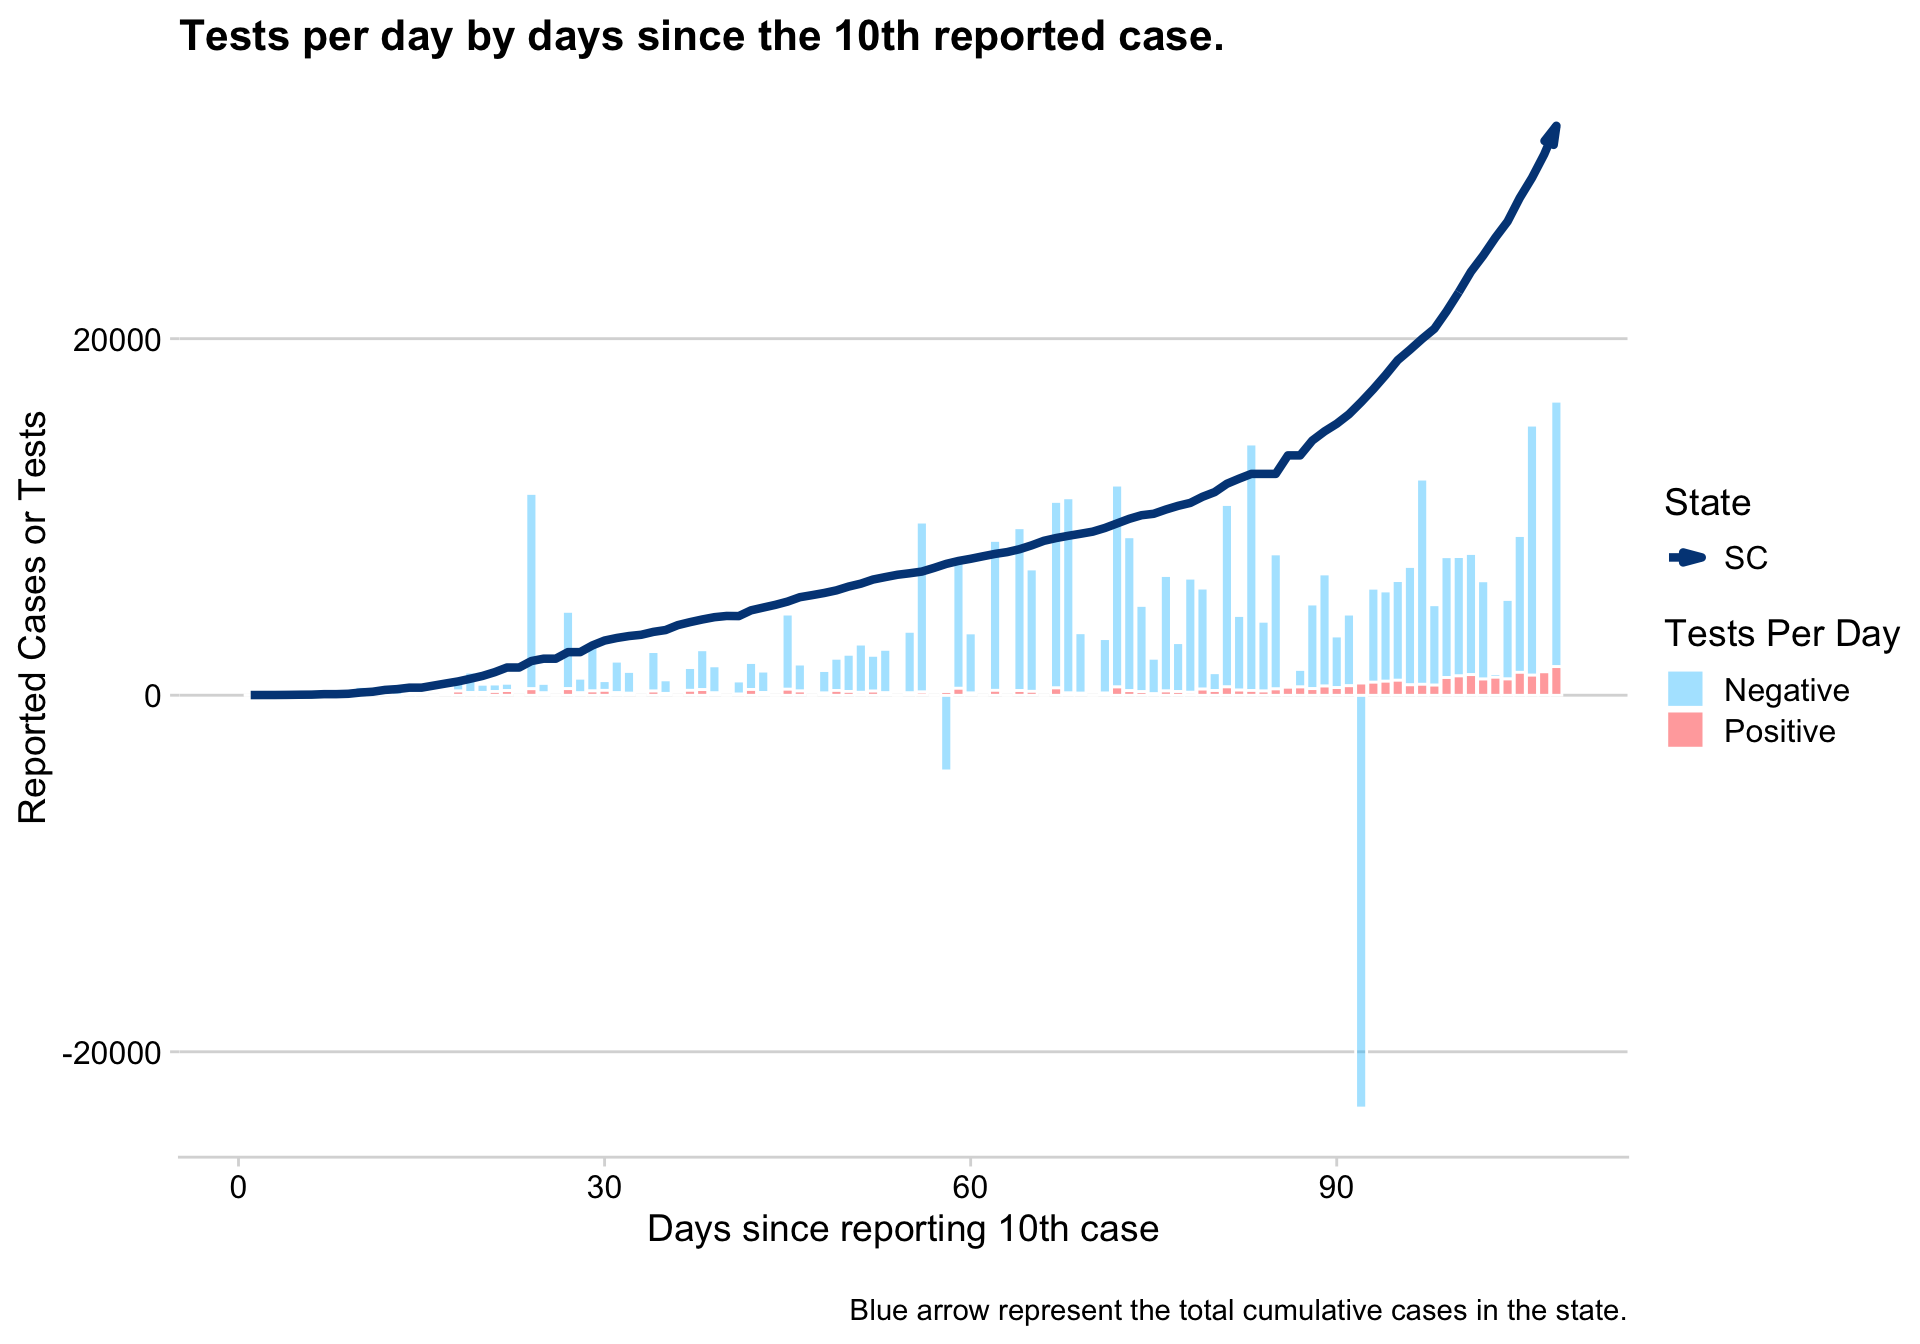 Tests per day by days since the 10th reported case.
20000
0
-20000
Reported Cases or Tests
0 30 60 90
Days since reporting 10th case
State
SC
Tests Per Day
Negative
Positive
Blue arrow represent the total cumulative cases in the state.